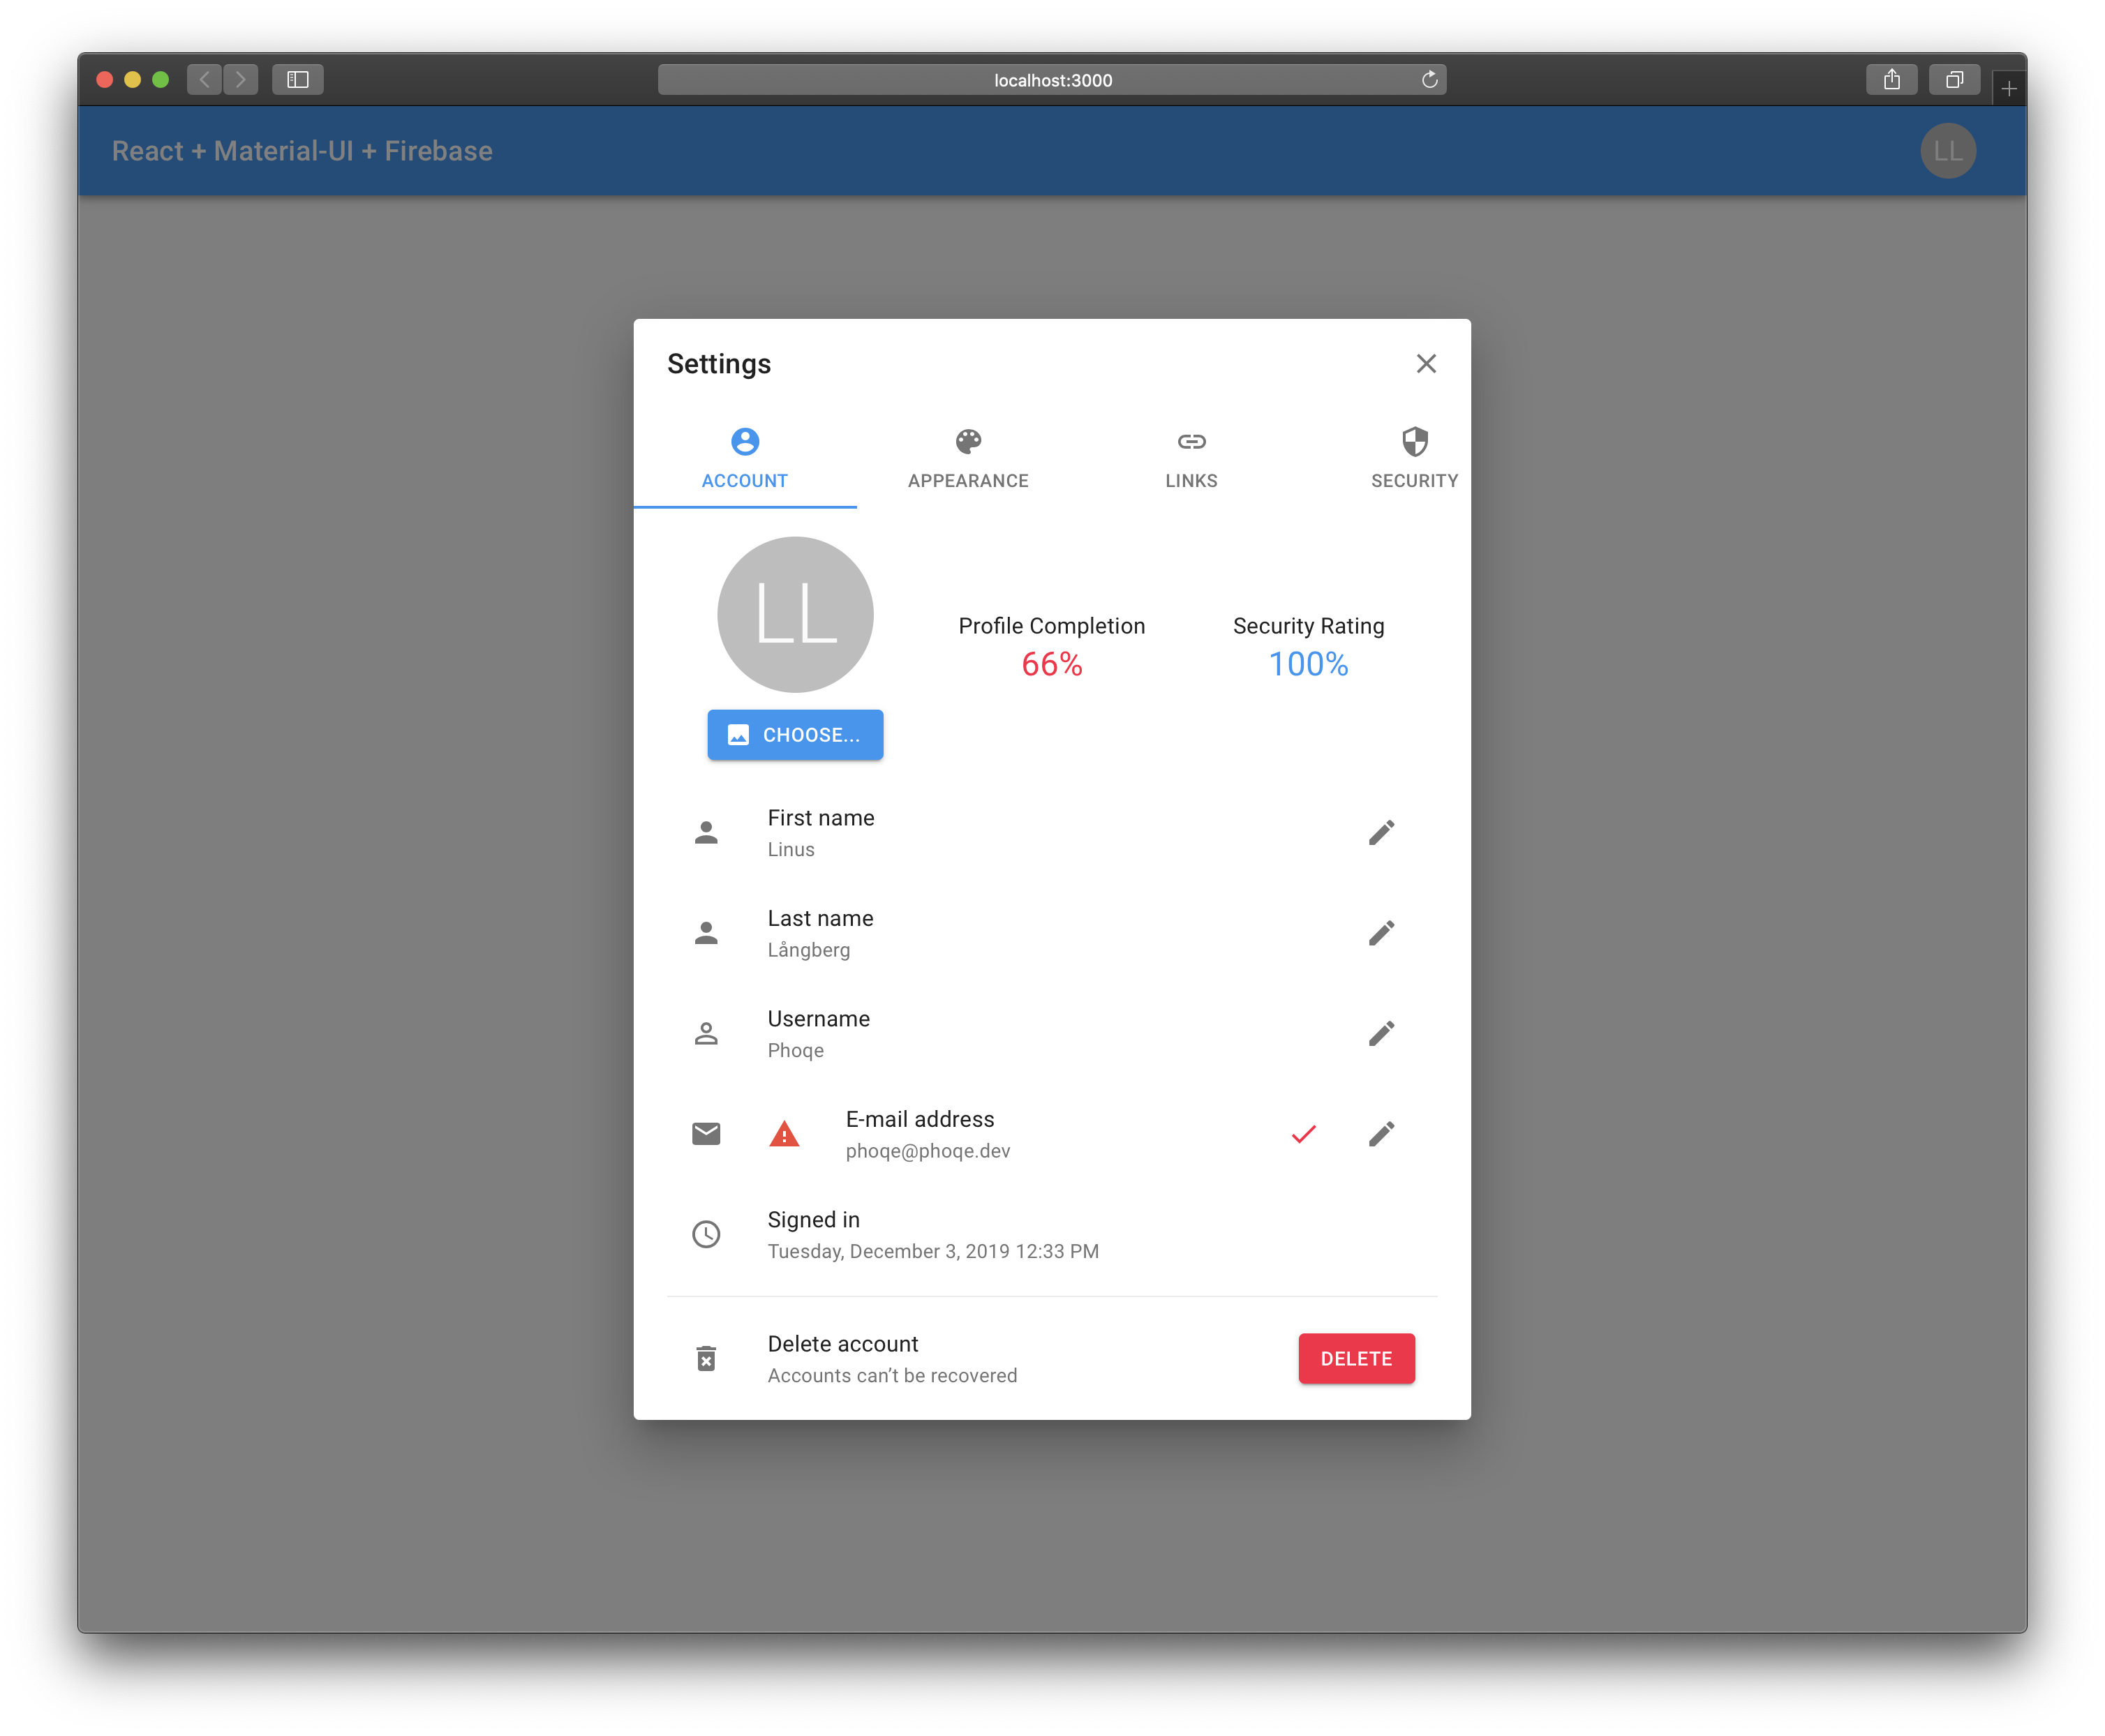 localhost:3000
React + Material-UI + Firebase
LL
Settings
ACCOUNT
APPEARANCE
LINKS
SECURITY
LL
Profile Completion
66%
Security Rating
100%
CHOOSE...
First name
Linus
Last name
Långberg
Username
Phoqe
E-mail address
phoqe@phoqe.dev
Signed in
Tuesday, December 3, 2019 12:33 PM
Delete account
Accounts can’t be recovered
DELETE